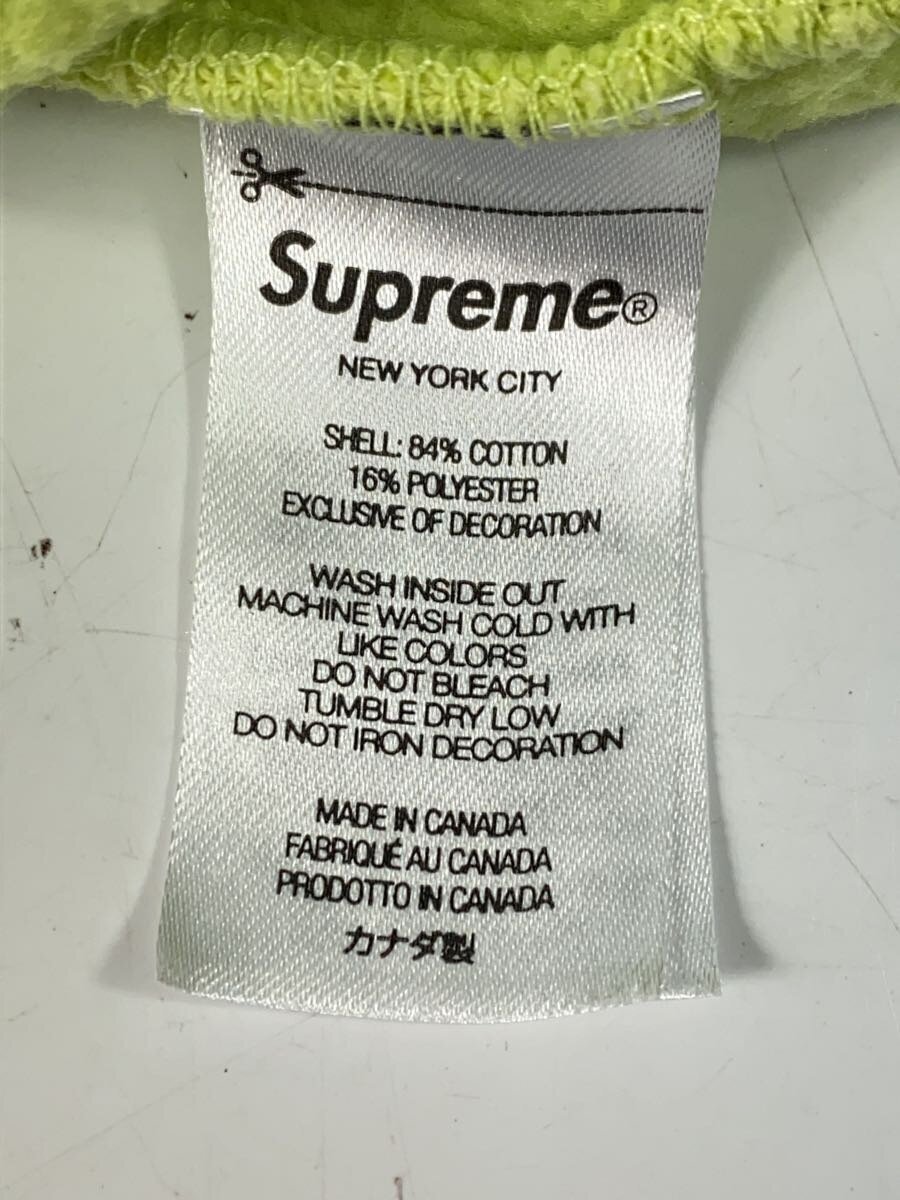 Supreme®
NEW YORK CITY
SHELL: 84% COTTON
16% POLYESTER
EXCLUSIVE OF DECORATION
WASH INSIDE OUT
MACHINE WASH COLD WITH
LIKE COLORS
DO NOT BLEACH
TUMBLE DRY LOW
DO NOT IRON DECORATION
MADE IN CANADA
FABRIQUÉ AU CANADA
PRODOTTO IN CANADA
カナダ製